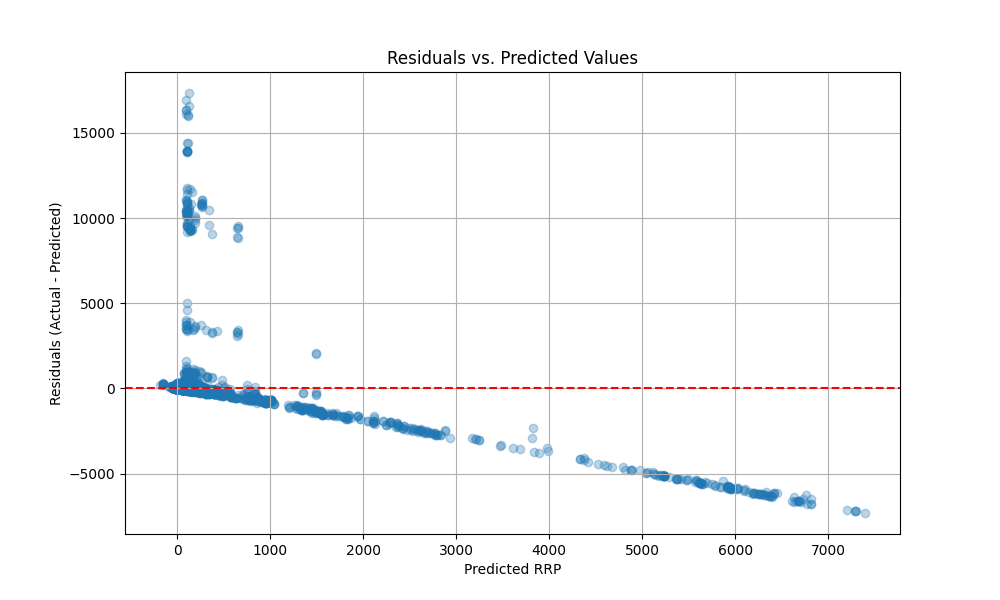 Residuals vs. Predicted Values
Residuals (Actual - Predicted)
15000
10000
5000
0
−5000
0 1000 2000 3000 4000 5000 6000 7000
Predicted RRP